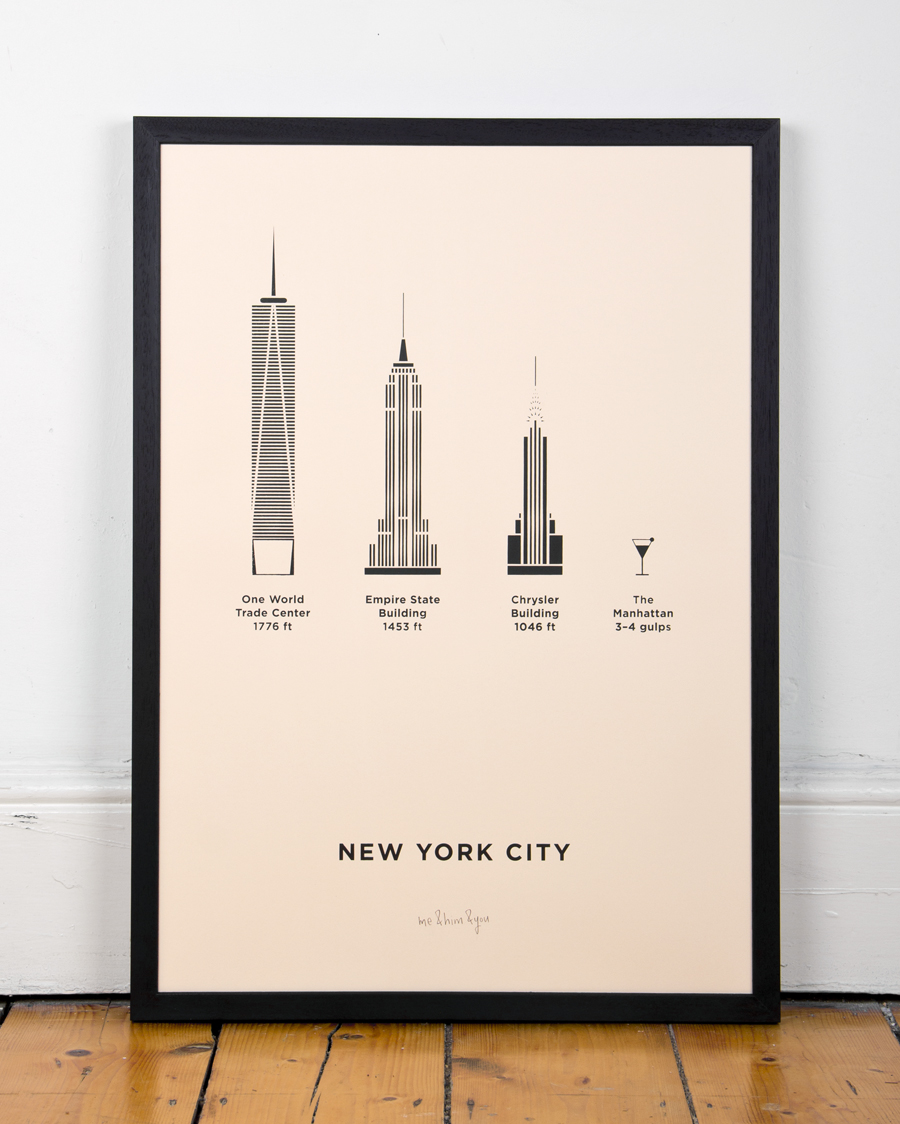 One World
Trade Center
1776 ft
Empire State
Building
1453 ft
Chrysler
Building
1046 ft
The
Manhattan
3–4 gulps
NEW YORK CITY
me &him &you